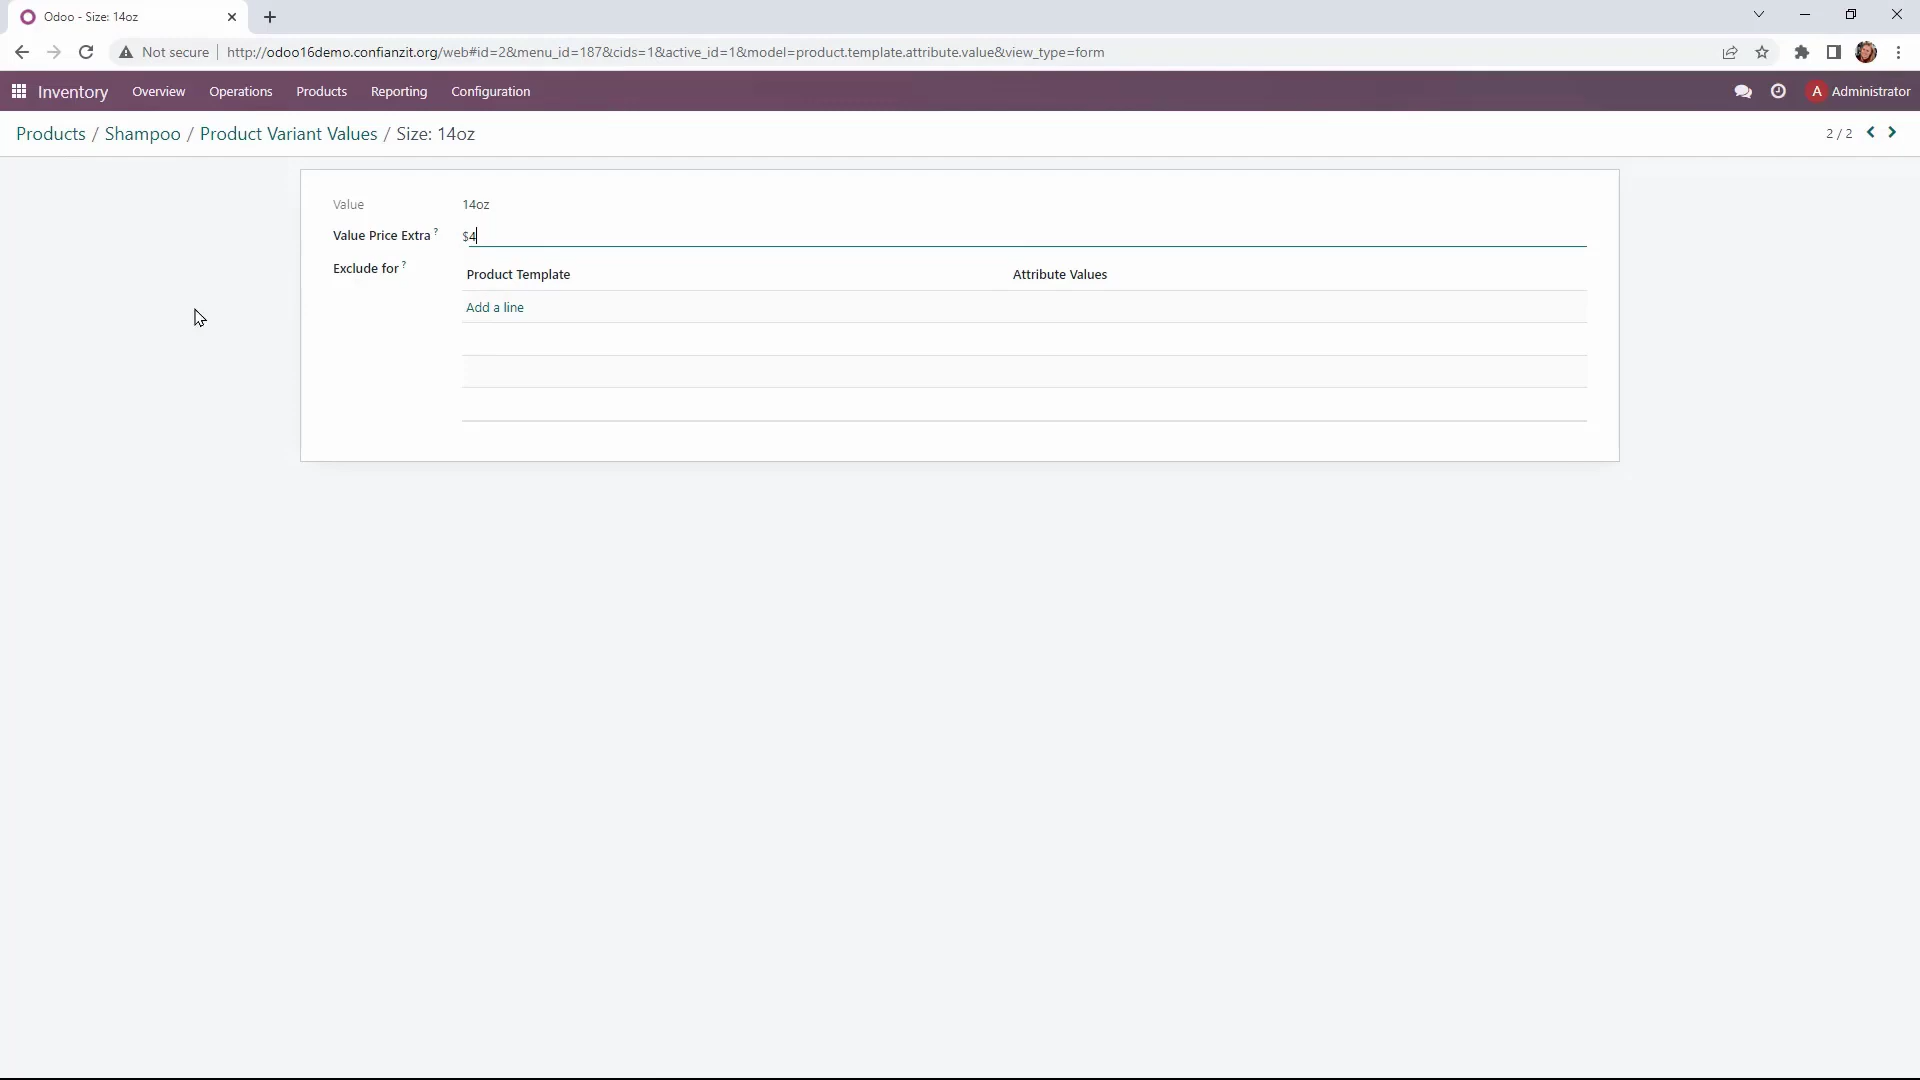 Odoo - Size: 14oz
Not secure http://odoo16demo.confianzit.org/web#id=2&menu_id=187&cids=1&active_id=1&model=product.template.attribute.value&view_type=form
Inventory Overview Operations Products Reporting Configuration A Administrator
Products / Shampoo / Product Variant Values / Size: 14oz 2 / 2
Value 14oz
Value Price Extra ? $4
Exclude for ? Product Template Attribute Values
Add a line